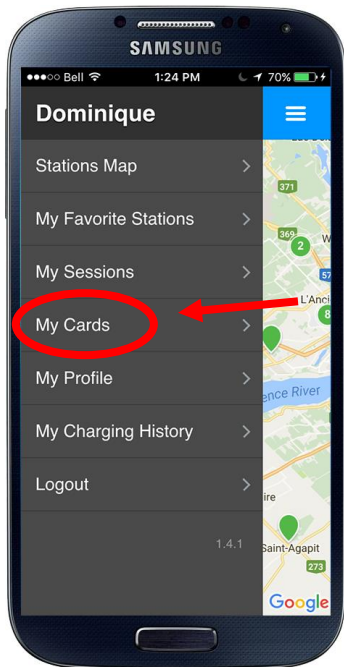 SAMSUNG
Bell 1:24 PM 70%
Dominique
Stations Map
My Favorite Stations
My Sessions
My Cards
My Profile
My Charging History
Logout
1.4.1
371
369
2
W
57
L'Anci
8
ence River
ire
Saint-Agapit
273
Google